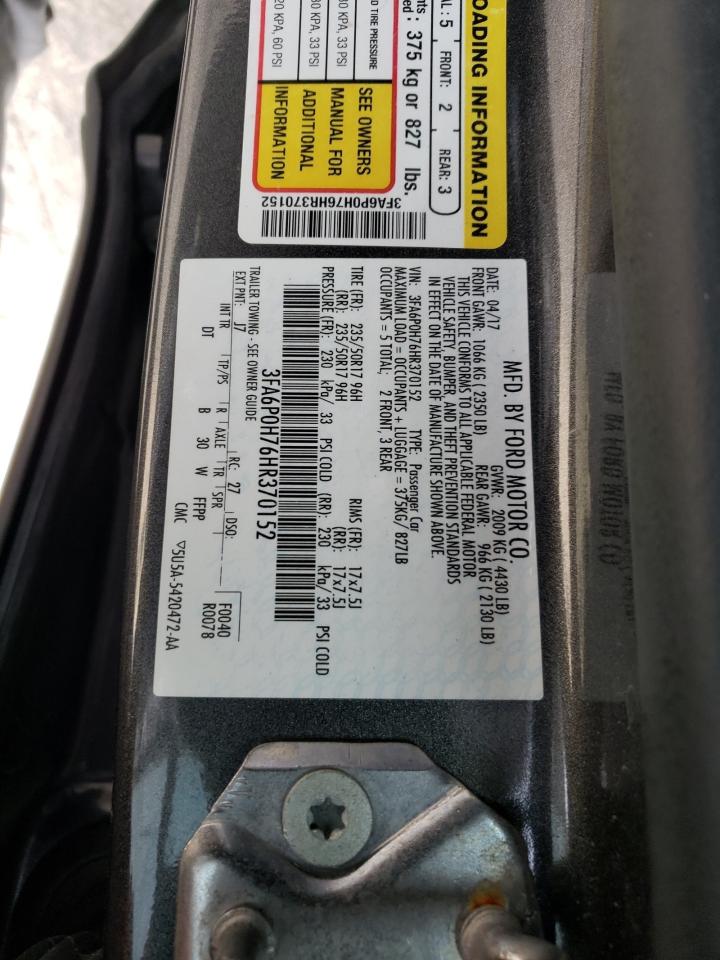 OADING INFORMATION
AL: 5 FRONT: 2 REAR: 3
375 kg or 827 lbs.
D TIRE PRESSURE
30 KPA, 33 PSI
30 KPA, 33 PSI
20 KPA, 60 PSI
SEE OWNERS
MANUAL FOR
ADDITIONAL
INFORMATION
3FA6P0H76HR370152
MFD. BY FORD MOTOR CO.
DATE: 04/17 GVWR: 2009 KG ( 4430 LB)
FRONT GAWR: 1066 KG ( 2350 LB) REAR GAWR: 966 KG ( 2130 LB)
THIS VEHICLE CONFORMS TO ALL APPLICABLE FEDERAL MOTOR
VEHICLE SAFETY, BUMPER, AND THEFT PREVENTION STANDARDS
IN EFFECT ON THE DATE OF MANUFACTURE SHOWN ABOVE.
VIN: 3FA6P0H76HR370152 TYPE: Passenger Car
MAXIMUM LOAD = OCCUPANTS + LUGGAGE = 375KG/ 827LB
OCCUPANTS = 5 TOTAL; 2 FRONT, 3 REAR
TIRE (FR): 235/50R17 96H RIMS (FR): 17x7.5J
(RR): 235/50R17 96H (RR): 17x7.5J
PRESSURE (FR): 230 kPa/ 33 PSI COLD (RR): 230 kPa/ 33 PSI COLD
3FA6P0H76HR370152
TRAILER TOWING - SEE OWNER GUIDE
EXT PNT: J7 RC: 27 DSO: F0040
INT TR TP/PS R AXLE TR SPR R0078
DT B 30 W FFPP
CMC ▽5U5A-5420472-AA